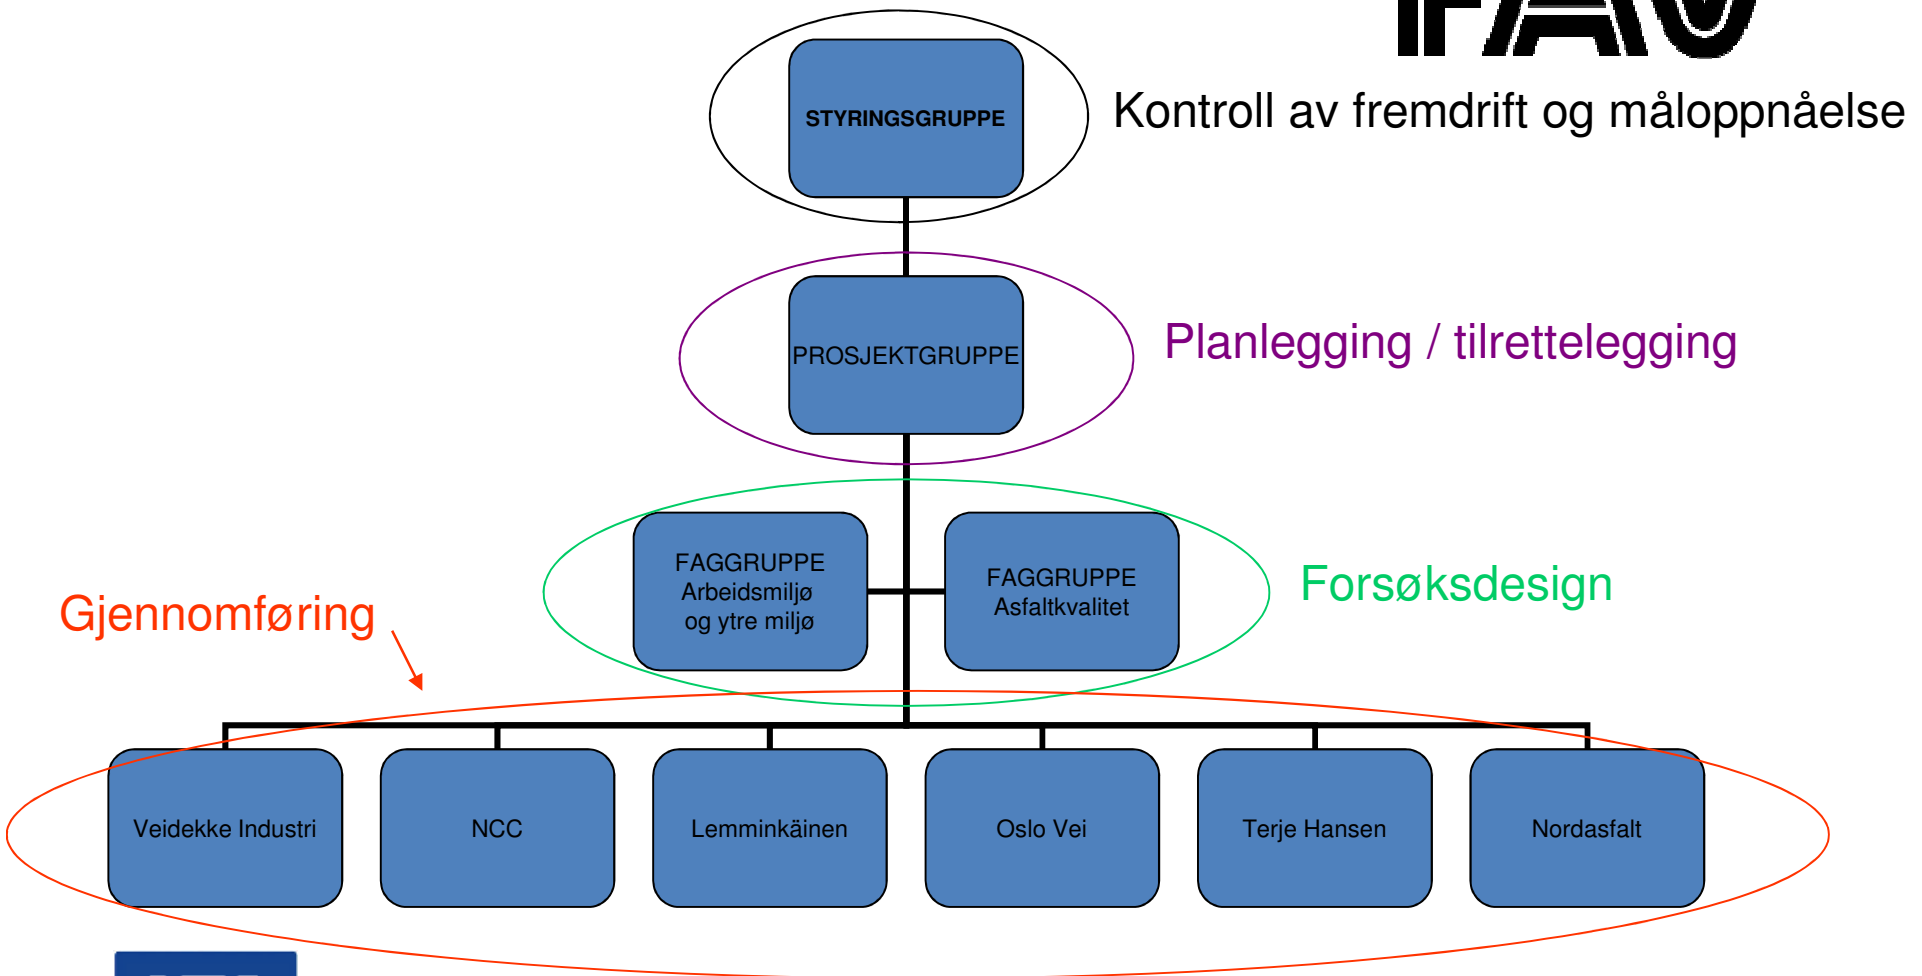 STYRINGSGRUPPE
Kontroll av fremdrift og måloppnåelse
PROSJEKTGRUPPE
Planlegging / tilrettelegging
FAGGRUPPE
Arbeidsmiljø
og ytre miljø
FAGGRUPPE
Asfaltkvalitet
Forsøksdesign
Gjennomføring
Veidekke Industri
NCC
Lemminkäinen
Oslo Vei
Terje Hansen
Nordasfalt